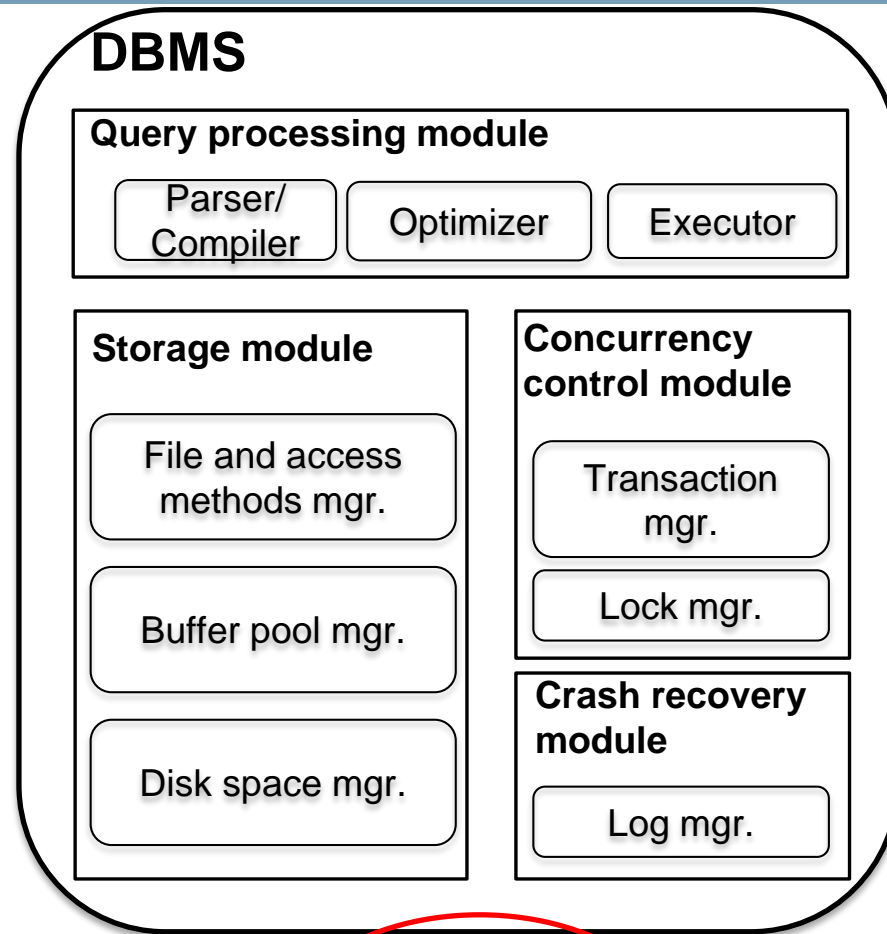 DBMS
Query processing module
Parser/
Compiler
Optimizer
Executor
Storage module
File and access
methods mgr.
Buffer pool mgr.
Disk space mgr.
Concurrency
control module
Transaction
mgr.
Lock mgr.
Crash recovery
module
Log mgr.